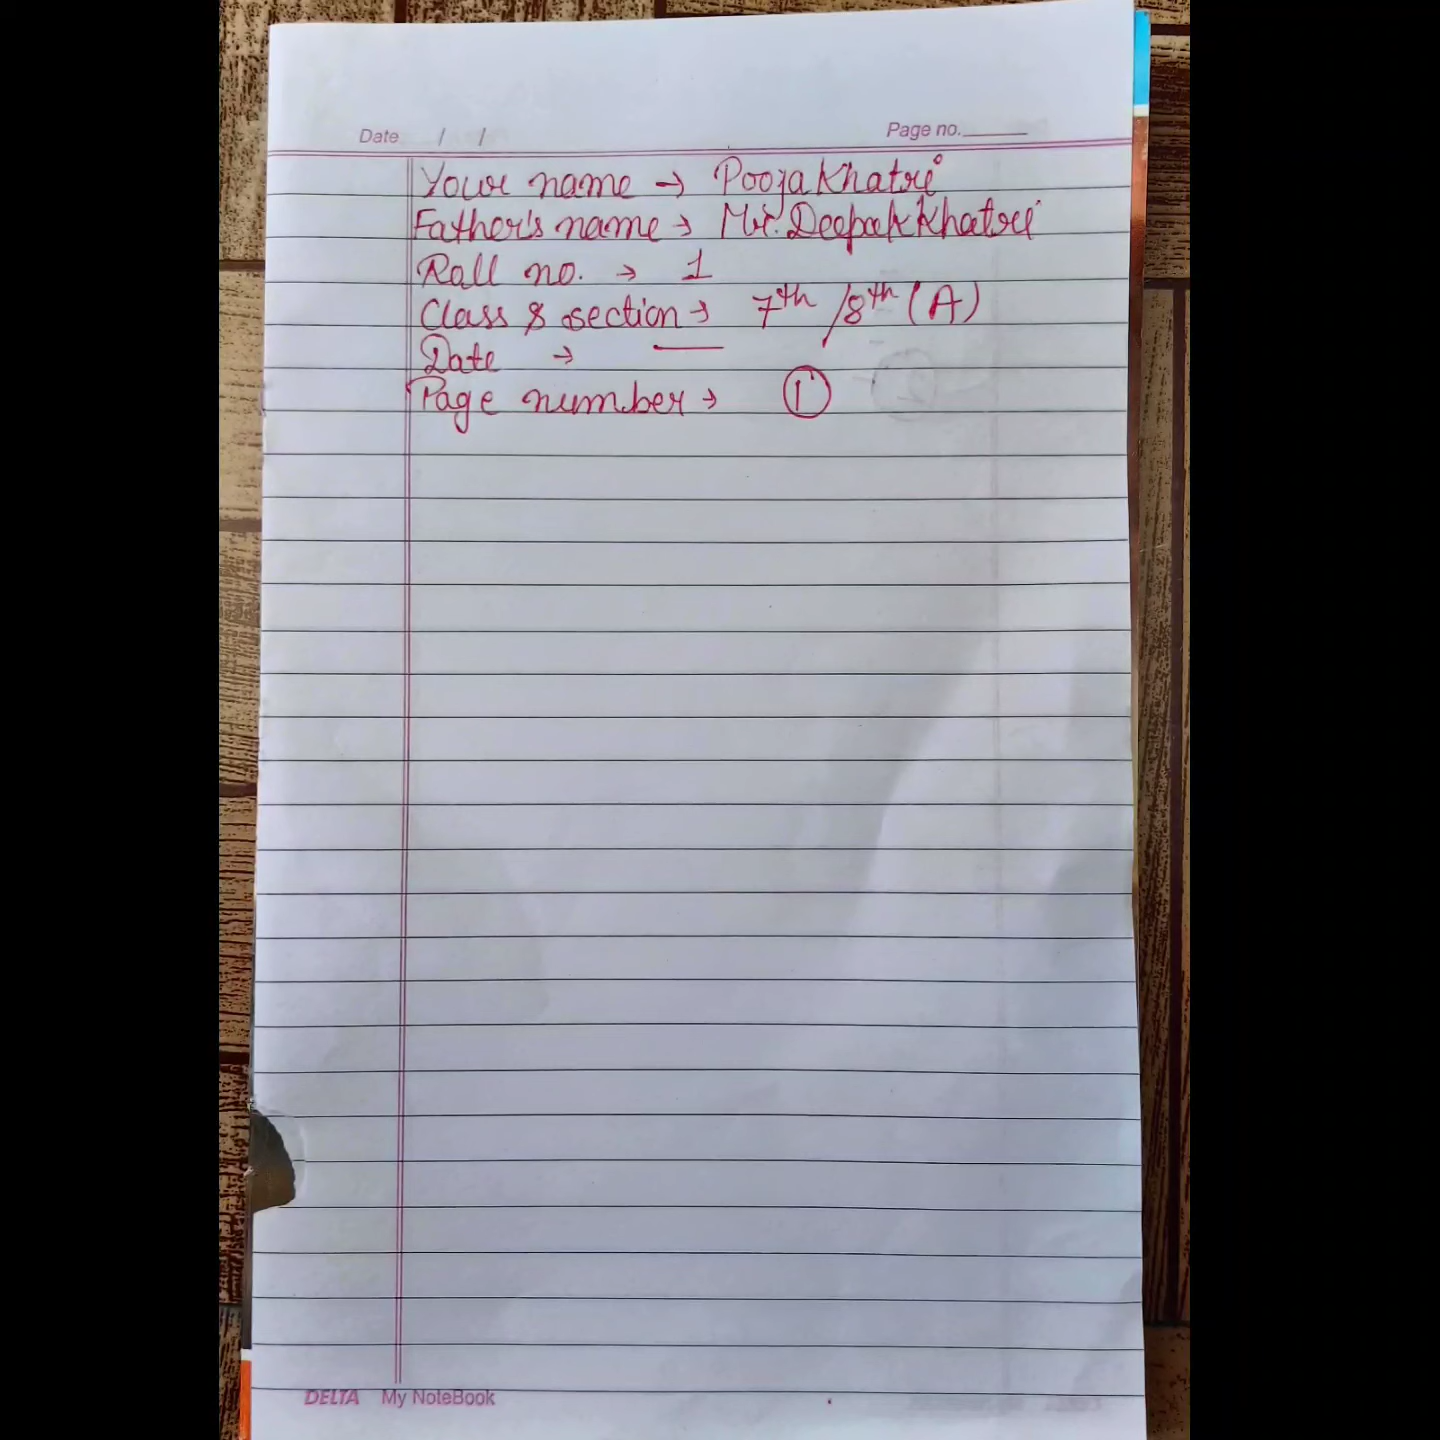 Date / / Page no.______
Your name → Pooja Khatri
Father's name → Mr. Deepak Khatri
Roll no. → 1
Class & section → 7th /8th (A)
Date → —
Page number → ①
DELTA My NoteBook